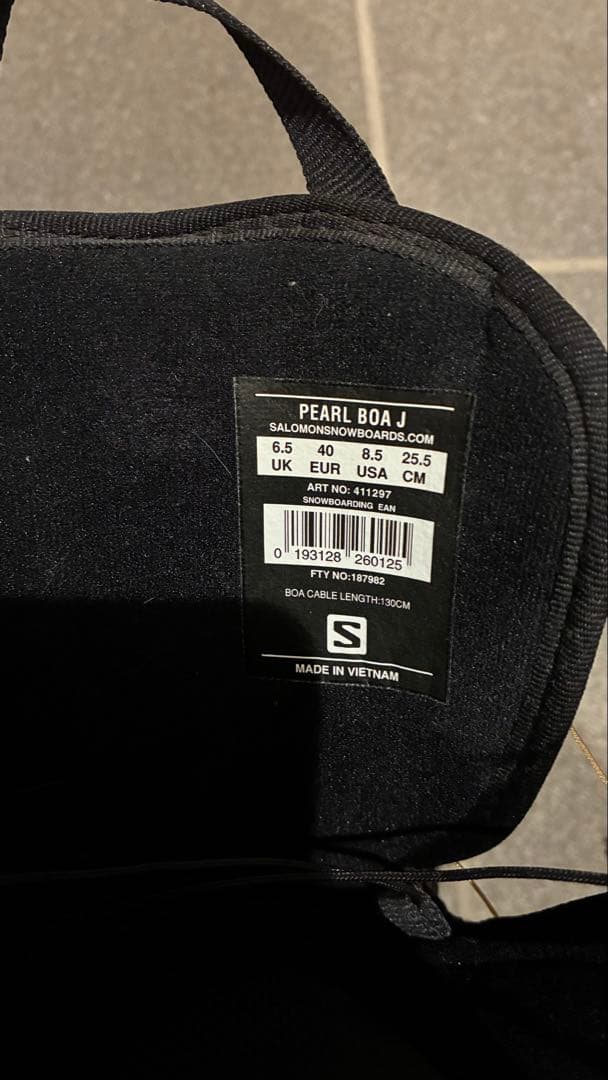 PEARL BOA J
SALOMONSNOWBOARDS.COM
6.5 40 8.5 25.5
UK EUR USA CM
ART NO: 411297
SNOWBOARDING EAN
0 193128 260125
FTY NO:187982
BOA CABLE LENGTH:130CM
S
MADE IN VIETNAM